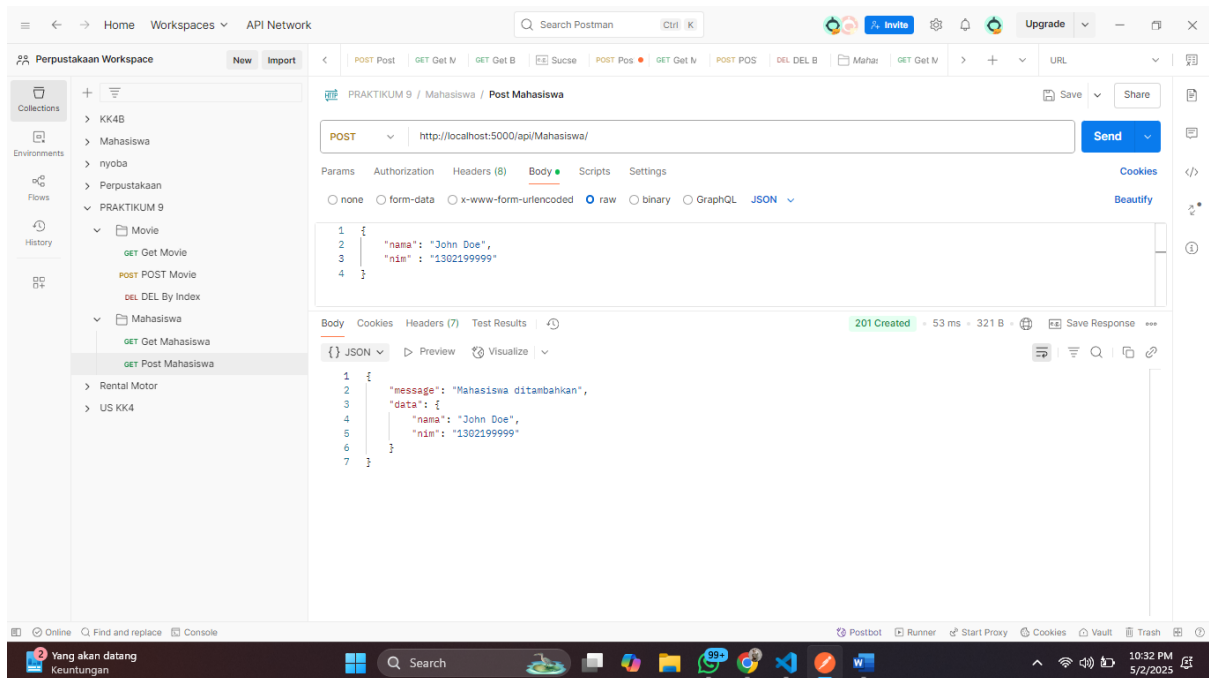 Home Workspaces API Network Search Postman Ctrl K Invite Upgrade
Perpustakaan Workspace New Import POST Post GET Get M GET Get B Sucse POST Pos GET Get M POST POS DEL DEL B Mahas GET Get M URL
Collections
Environments
Flows
History
KK4B
Mahasiswa
nyoba
Perpustakaan
PRAKTIKUM 9
Movie
GET Get Movie
POST POST Movie
DEL DEL By Index
Mahasiswa
GET Get Mahasiswa
GET Post Mahasiswa
Rental Motor
US KK4
HTTP PRAKTIKUM 9 / Mahasiswa / Post Mahasiswa Save Share
POST http://localhost:5000/api/Mahasiswa/ Send
Params Authorization Headers (8) Body Scripts Settings Cookies
none form-data x-www-form-urlencoded raw binary GraphQL JSON Beautify
1 {
2 "nama": "John Doe",
3 "nim" : "1302199999"
4 }
Body Cookies Headers (7) Test Results 201 Created 53 ms 321 B Save Response
{} JSON Preview Visualize
1 {
2 "message": "Mahasiswa ditambahkan",
3 "data": {
4 "nama": "John Doe",
5 "nim": "1302199999"
6 }
7 }
Online Find and replace Console Postbot Runner Start Proxy Cookies Vault Trash
2 Yang akan datang
Keuntungan
Search
99+
10:32 PM
5/2/2025